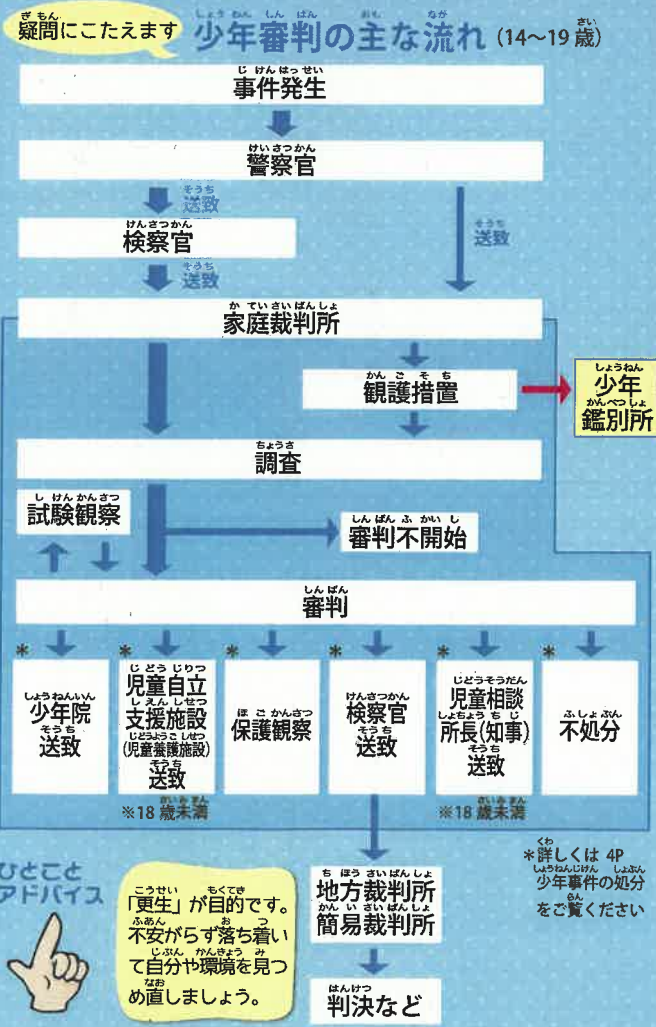 疑問にこたえます
少年審判の主な流れ(14~19歳)
事件発生
警察官
送致
送致
検察官
送致
家庭裁判所
観護措置
少年
鑑別所
調査
試験観察
審判不開始
審判
*
少年院
送致
*
児童自立
支援施設
(児童養護施設)
送致
※18歳未満
*
保護観察
*
検察官
送致
*
児童相談
所長(知事)
送致
※18歳未満
*
不処分
*詳しくは 4P
少年事件の処分
をご覧ください
地方裁判所
簡易裁判所
判決など
ひとこと
アドバイス
「更生」が目的です。
不安がらず落ち着い
て自分や環境を見つ
め直しましょう。